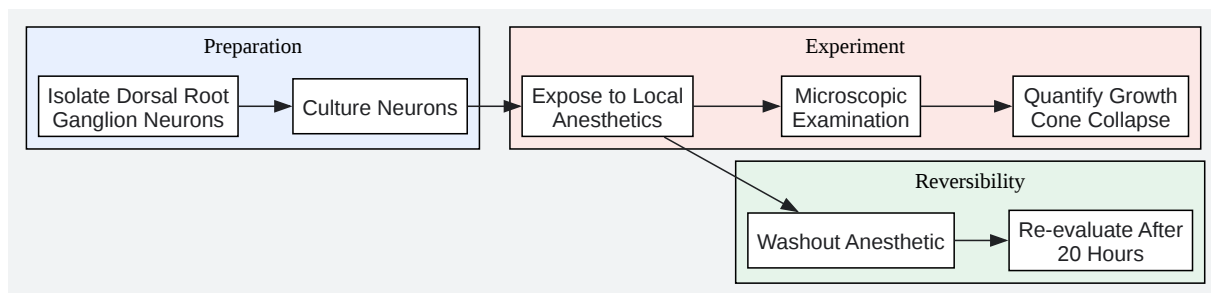 Preparation
Isolate Dorsal Root
Ganglion Neurons
Culture Neurons
Experiment
Expose to Local
Anesthetics
Microscopic
Examination
Quantify Growth
Cone Collapse
Reversibility
Washout Anesthetic
Re-evaluate After
20 Hours